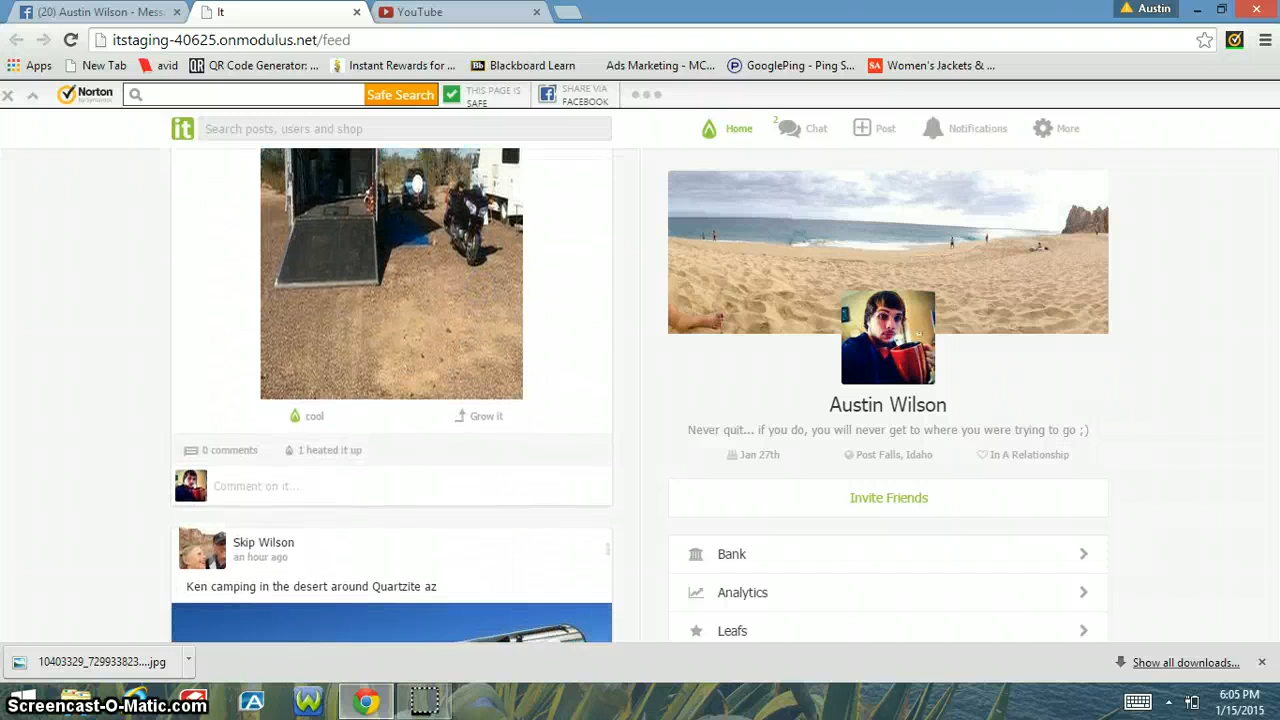 (20) Austin Wilson - Mess
It
YouTube
Austin
itstaging-40625.onmodulus.net/feed
Apps
New Tab
avid
QR Code Generator: ...
Instant Rewards for ...
Bb Blackboard Learn
Ads Marketing - MC...
GooglePing - Ping S...
SA Women's Jackets & ...
Norton
by Symantec
Safe Search
THIS PAGE IS
SAFE
SHARE VIA
FACEBOOK
it
Search posts, users and shop
Home
2
Chat
Post
Notifications
More
cool
Grow it
0 comments
1 heated it up
Comment on it...
Skip Wilson
an hour ago
Ken camping in the desert around Quartzite az
Austin Wilson
Never quit... if you do, you will never get to where you were trying to go ;)
Jan 27th
Post Falls, Idaho
In A Relationship
Invite Friends
Bank
Analytics
Leafs
10403329_729933823....jpg
Show all downloads...
Screencast-O-Matic.com
6:05 PM
1/15/2015